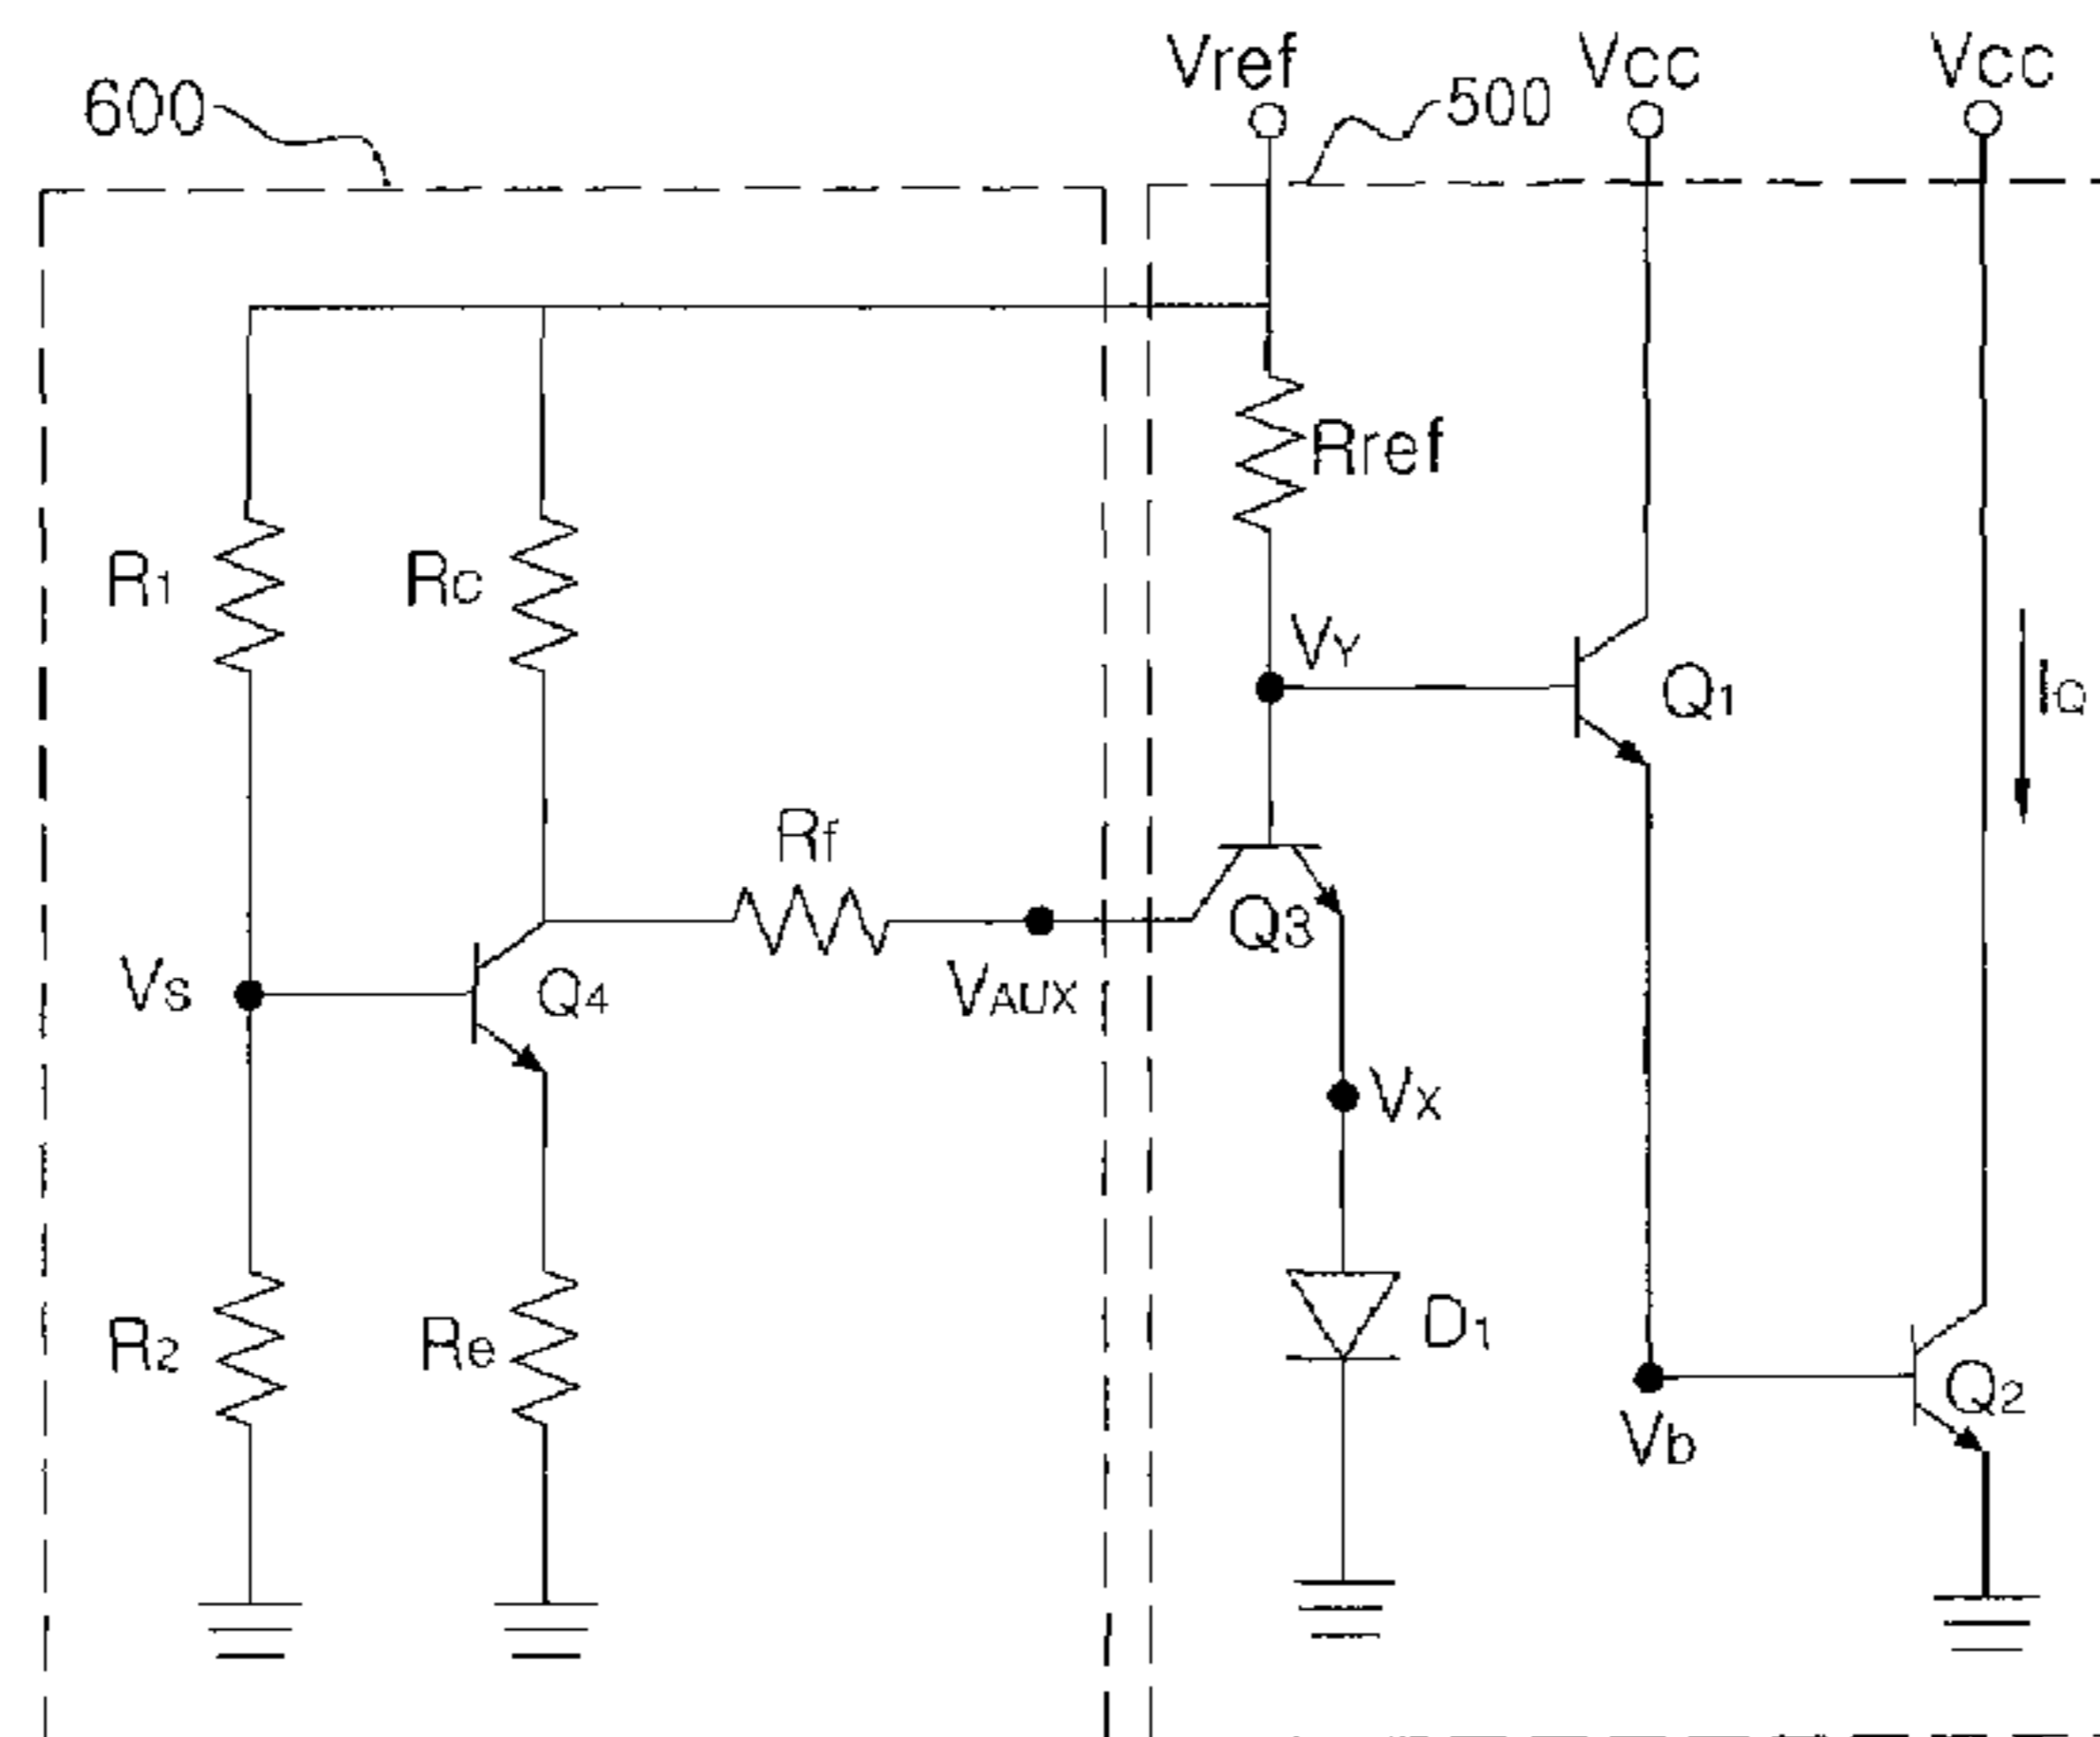 Vref
Vcc
Vcc
600
500
Rref
R1
Rc
VY
Q1
IQ
Rf
Q3
Vs
Q4
VAUX
Vx
R2
Re
D1
Q2
Vb